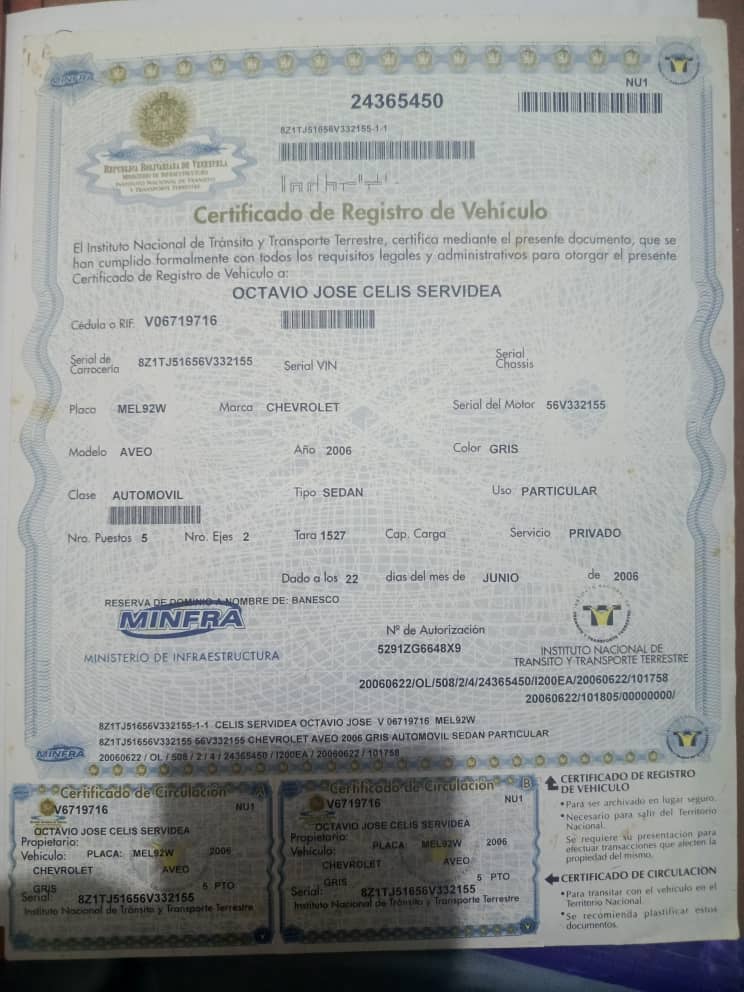 MINFRA
NU1
24365450
8Z1TJ51656V332155-1-1
REPUBLICA BOLIVARIANA DE VENEZUELA
MINISTERIO DE INFRAESTRUCTURA
INSTITUTO NACIONAL DE TRANSITO
Y TRANSPORTE TERRESTRE
Certificado de Registro de Vehículo
El Instituto Nacional de Tránsito y Transporte Terrestre, certifica mediante el presente documento, que se
han cumplido formalmente con todos los requisitos legales y administrativos para otorgar el presente
Certificado de Registro de Vehículo a:
OCTAVIO JOSE CELIS SERVIDEA
Cédula o RIF. V06719716
Serial de Carrocería 8Z1TJ51656V332155 Serial VIN Serial Chassis
Placa MEL92W Marca CHEVROLET Serial del Motor 56V332155
Modelo AVEO Año 2006 Color GRIS
Clase AUTOMOVIL Tipo SEDAN Uso PARTICULAR
Nro. Puestos 5 Nro. Ejes 2 Tara 1527 Cap. Carga Servicio PRIVADO
Dado a los 22 días del mes de JUNIO de 2006
RESERVA DE DOMINIO A NOMBRE DE: BANESCO
MINFRA
MINISTERIO DE INFRAESTRUCTURA
Nº de Autorización
5291ZG6648X9
INSTITUTO NACIONAL DE
TRANSITO Y TRANSPORTE TERRESTRE
20060622/OL/508/2/4/24365450/I200EA/20060622/101758
20060622/101805/00000000/
8Z1TJ51656V332155-1-1 CELIS SERVIDEA OCTAVIO JOSE V 06719716 MEL92W
8Z1TJ51656V332155 56V332155 CHEVROLET AVEO 2006 GRIS AUTOMOVIL SEDAN PARTICULAR
20060622 / OL / 508 / 2 / 4 / 24365450 / I200EA / 20060622 / 101758
MINFRA
Certificado de Circulación A
V6719716 NU1
OCTAVIO JOSE CELIS SERVIDEA
Propietario:
Vehículo: PLACA: MEL92W 2006
CHEVROLET AVEO
GRIS 5 PTO
Serial: 8Z1TJ51656V332155
Instituto Nacional de Tránsito y Transporte Terrestre
Certificado de Circulación B
V6719716 NU1
OCTAVIO JOSE CELIS SERVIDEA
Propietario:
Vehículo: PLACA: MEL92W 2006
CHEVROLET AVEO
GRIS 5 PTO
Serial: 8Z1TJ51656V332155
Instituto Nacional de Tránsito y Transporte Terrestre
CERTIFICADO DE REGISTRO
DE VEHICULO
•Para ser archivado en lugar seguro.
•Necesario para salir del Territorio
Nacional.
Se requiere su presentación para
efectuar transacciones que afecten la
propiedad del mismo.
CERTIFICADO DE CIRCULACION
•Para transitar con el vehículo en el
Territorio Nacional.
•Se recomienda plastificar estos
documentos.